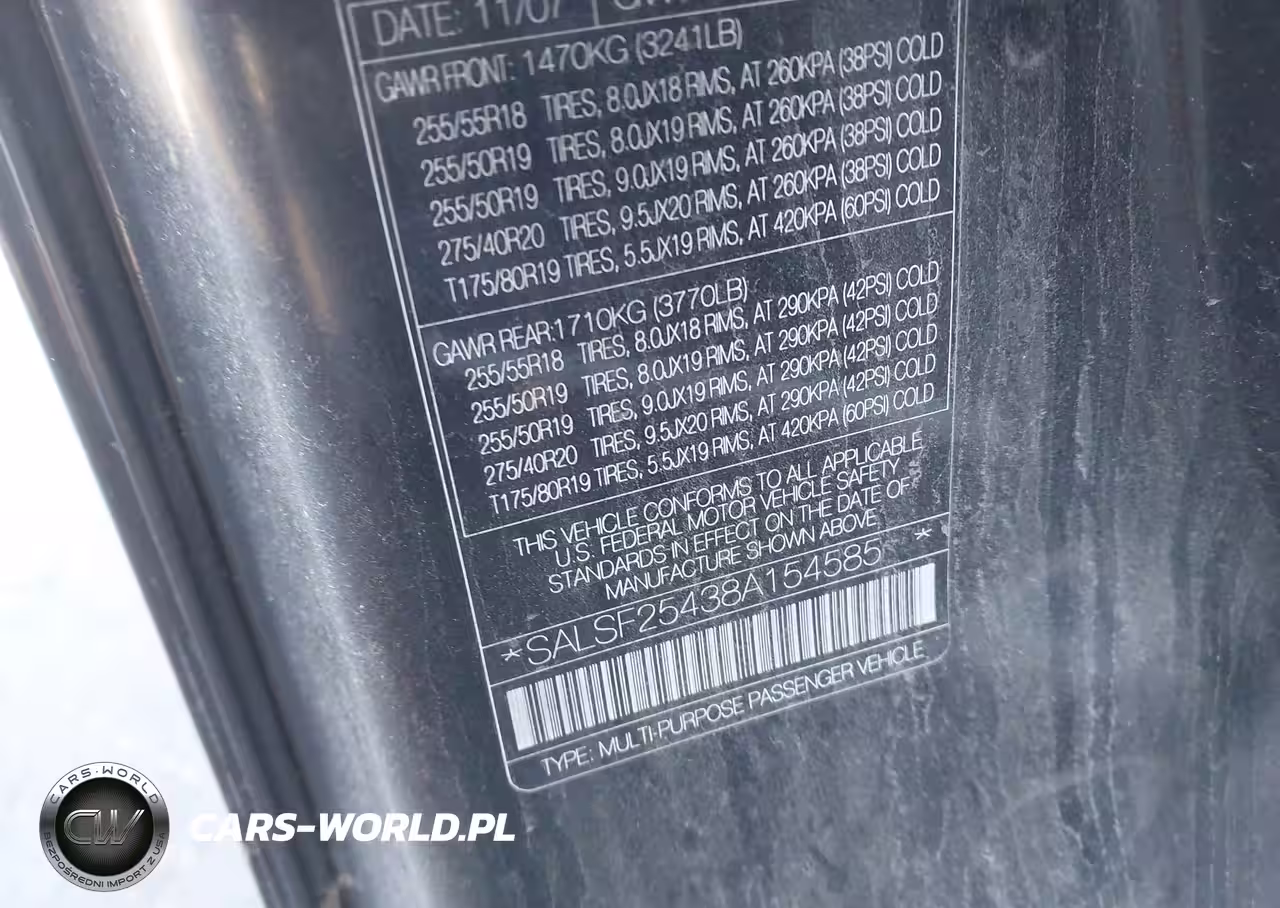 DATE: 11/07
GAWR FRONT: 1470KG (3241LB)
255/55R18 TIRES, 8.0JX18 RIMS, AT 260KPA (38PSI) COLD
255/50R19 TIRES, 8.0JX19 RIMS, AT 260KPA (38PSI) COLD
255/50R19 TIRES, 9.0JX19 RIMS, AT 260KPA (38PSI) COLD
275/40R20 TIRES, 9.5JX20 RIMS, AT 260KPA (38PSI) COLD
T175/80R19 TIRES, 5.5JX19 RIMS, AT 420KPA (60PSI) COLD
GAWR REAR:1710KG (3770LB)
255/55R18 TIRES, 8.0JX18 RIMS, AT 290KPA (42PSI) COLD
255/50R19 TIRES, 8.0JX19 RIMS, AT 290KPA (42PSI) COLD
255/50R19 TIRES, 9.0JX19 RIMS, AT 290KPA (42PSI) COLD
275/40R20 TIRES, 9.5JX20 RIMS, AT 290KPA (42PSI) COLD
T175/80R19 TIRES, 5.5JX19 RIMS, AT 420KPA (60PSI) COLD
THIS VEHICLE CONFORMS TO ALL APPLICABLE
U.S. FEDERAL MOTOR VEHICLE SAFETY
STANDARDS IN EFFECT ON THE DATE OF
MANUFACTURE SHOWN ABOVE
*SALSF25438A154585 *
TYPE: MULTI-PURPOSE PASSENGER VEHICLE
CARS-WORLD
CW
BEZPOŚREDNI IMPORT Z USA
CARS-WORLD.PL